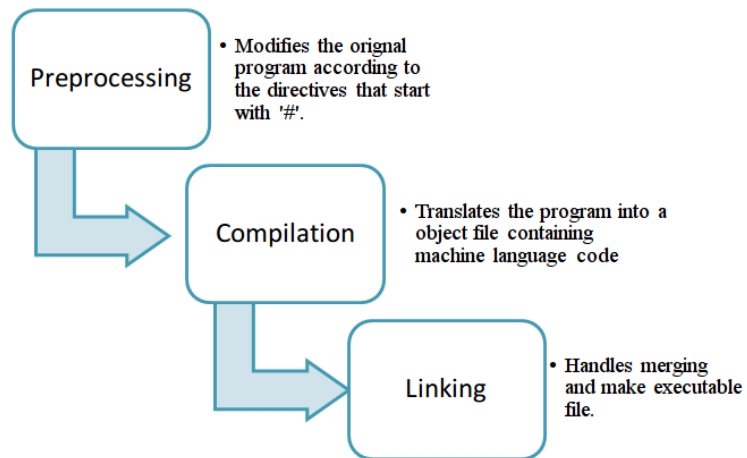 Preprocessing
• Modifies the orignal
program according to
the directives that start
with '#'.
Compilation
• Translates the program into a
object file containing
machine language code
Linking
• Handles merging
and make executable
file.